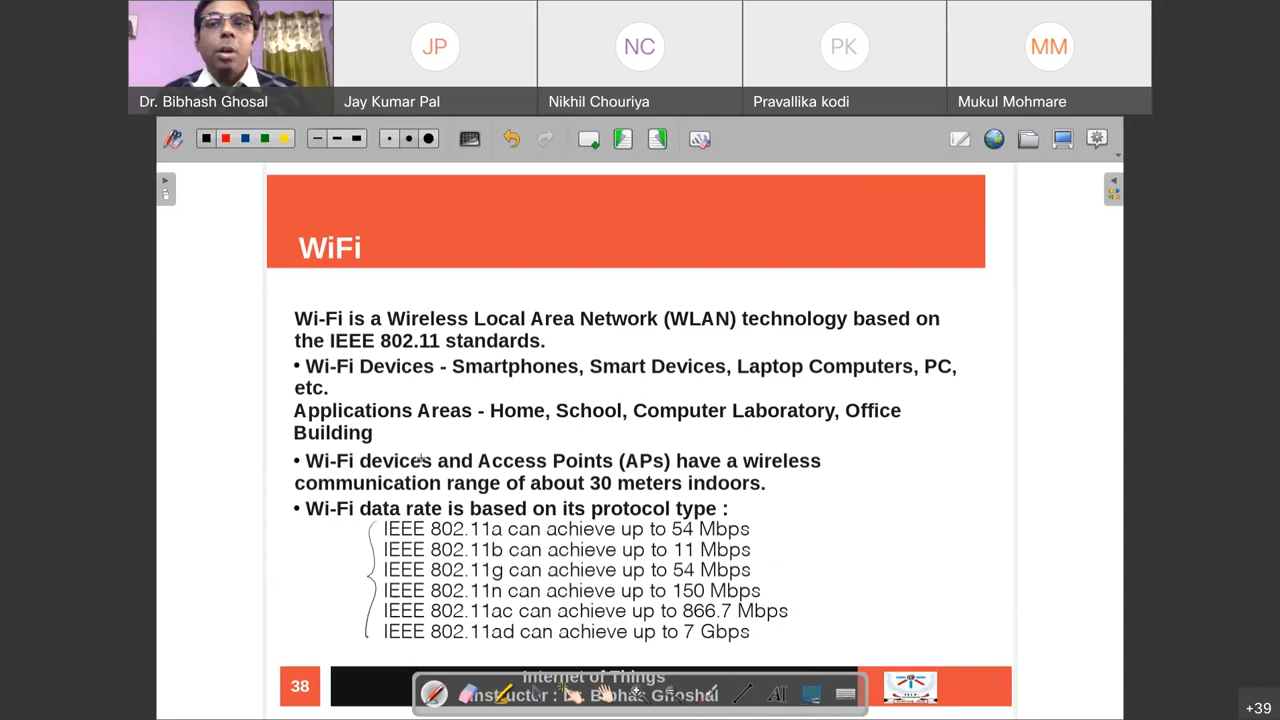 JP
NC
PK
MM
Dr. Bibhash Ghosal
Jay Kumar Pal
Nikhil Chouriya
Pravallika kodi
Mukul Mohmare
WiFi
Wi-Fi is a Wireless Local Area Network (WLAN) technology based on
the IEEE 802.11 standards.
• Wi-Fi Devices - Smartphones, Smart Devices, Laptop Computers, PC,
etc.
Applications Areas - Home, School, Computer Laboratory, Office
Building
• Wi-Fi devices and Access Points (APs) have a wireless
communication range of about 30 meters indoors.
• Wi-Fi data rate is based on its protocol type :
IEEE 802.11a can achieve up to 54 Mbps
IEEE 802.11b can achieve up to 11 Mbps
IEEE 802.11g can achieve up to 54 Mbps
IEEE 802.11n can achieve up to 150 Mbps
IEEE 802.11ac can achieve up to 866.7 Mbps
IEEE 802.11ad can achieve up to 7 Gbps
38
Internet of Things
Instructor : Dr. Bibhas Ghoshal
+39